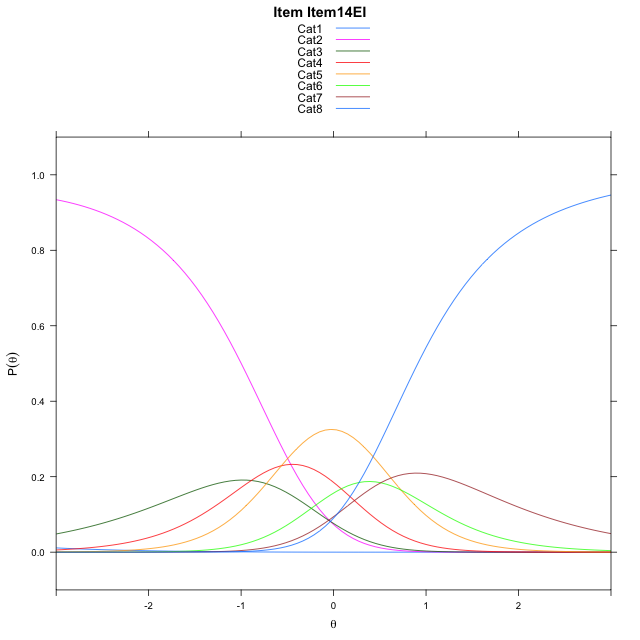 Item Item14EI
Cat1
Cat2
Cat3
Cat4
Cat5
Cat6
Cat7
Cat8
1.0
0.8
0.6
0.4
0.2
0.0
P(θ)
-2 -1 0 1 2
θ